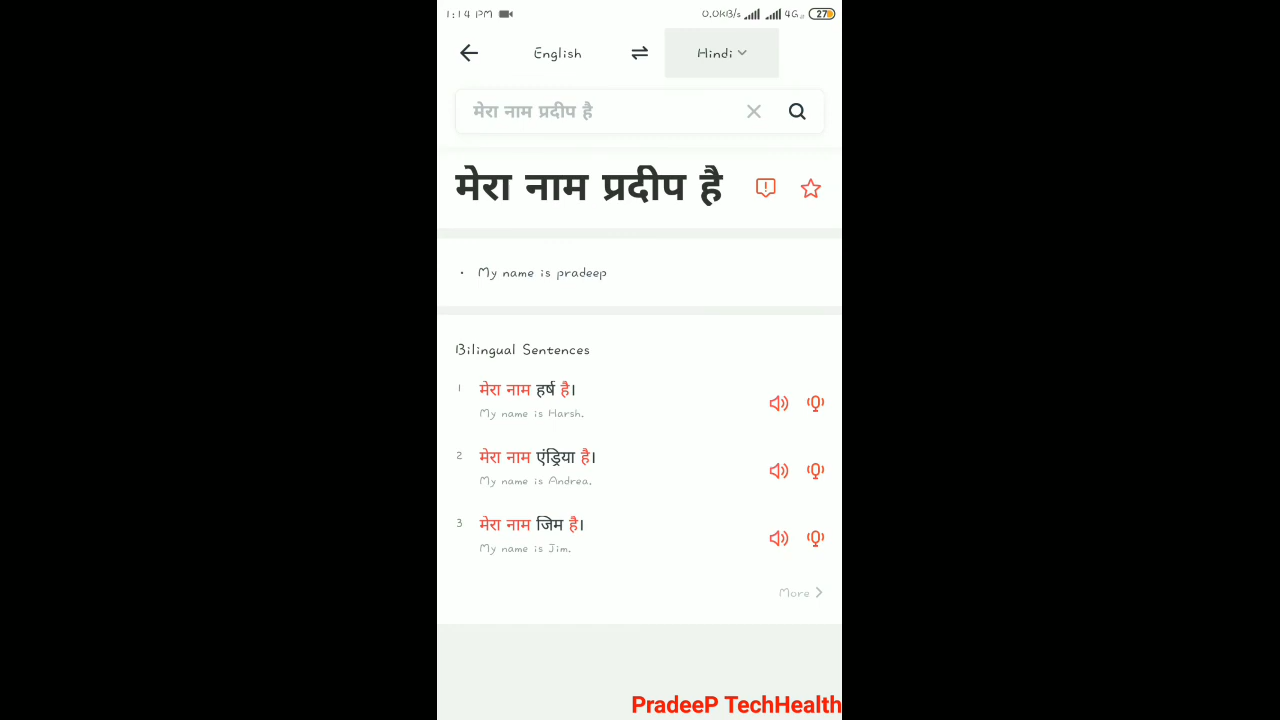 1:14 PM 0.0KB/s 4G 27
English Hindi
मेरा नाम प्रदीप है
मेरा नाम प्रदीप है
• My name is pradeep
Bilingual Sentences
1 मेरा नाम हर्ष है।
My name is Harsh.
2 मेरा नाम एंड्रिया है।
My name is Andrea.
3 मेरा नाम जिम है।
My name is Jim.
More
PradeeP TechHealth